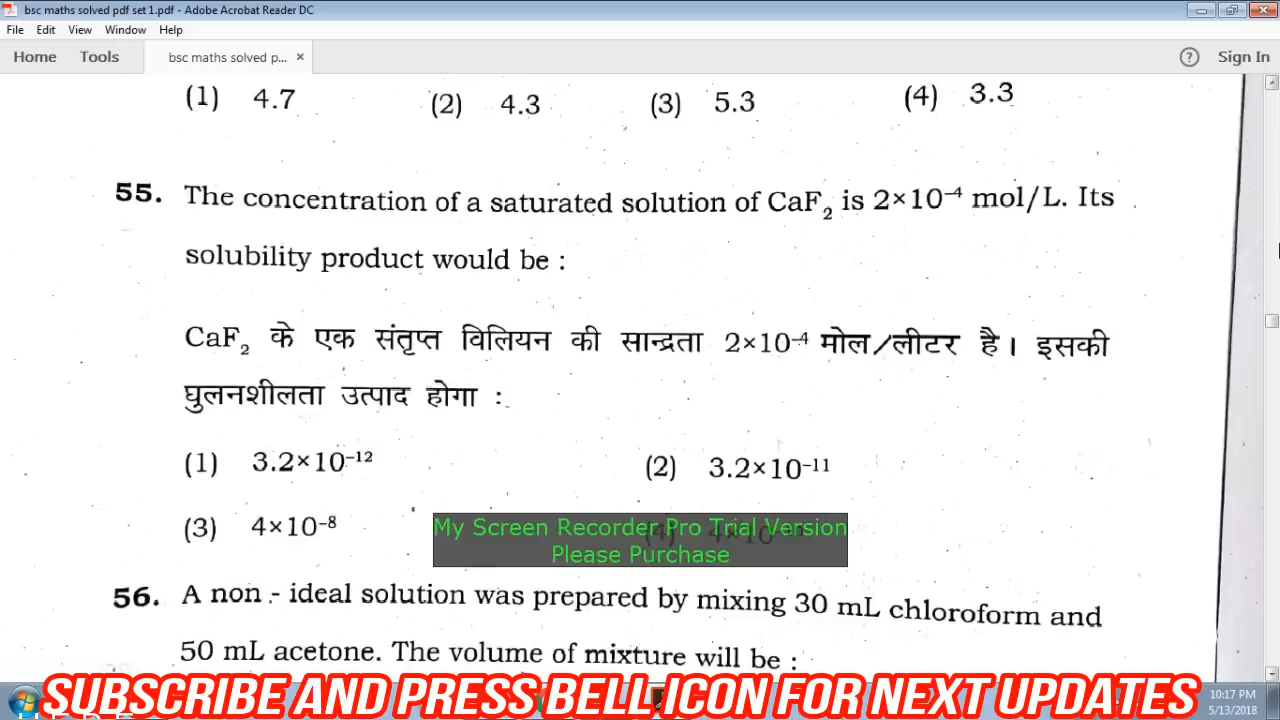 bsc maths solved pdf set 1.pdf - Adobe Acrobat Reader DC
File Edit View Window Help
Home Tools bsc maths solved p... × ? Sign In
(1) 4.7 (2) 4.3 (3) 5.3 (4) 3.3
55. The concentration of a saturated solution of CaF₂ is 2×10⁻⁴ mol/L. Its
solubility product would be :
CaF₂ के एक संतृप्त विलियन की सान्द्रता 2×10⁻⁴ मोल/लीटर है। इसकी
घुलनशीलता उत्पाद होगा :
(1) 3.2×10⁻¹² (2) 3.2×10⁻¹¹
(3) 4×10⁻⁸ (4)
My Screen Recorder Pro Trial Version
Please Purchase
56. A non - ideal solution was prepared by mixing 30 mL chloroform and
50 mL acetone. The volume of mixture will be :
SUBSCRIBE AND PRESS BELL ICON FOR NEXT UPDATES
10:17 PM
5/13/2018